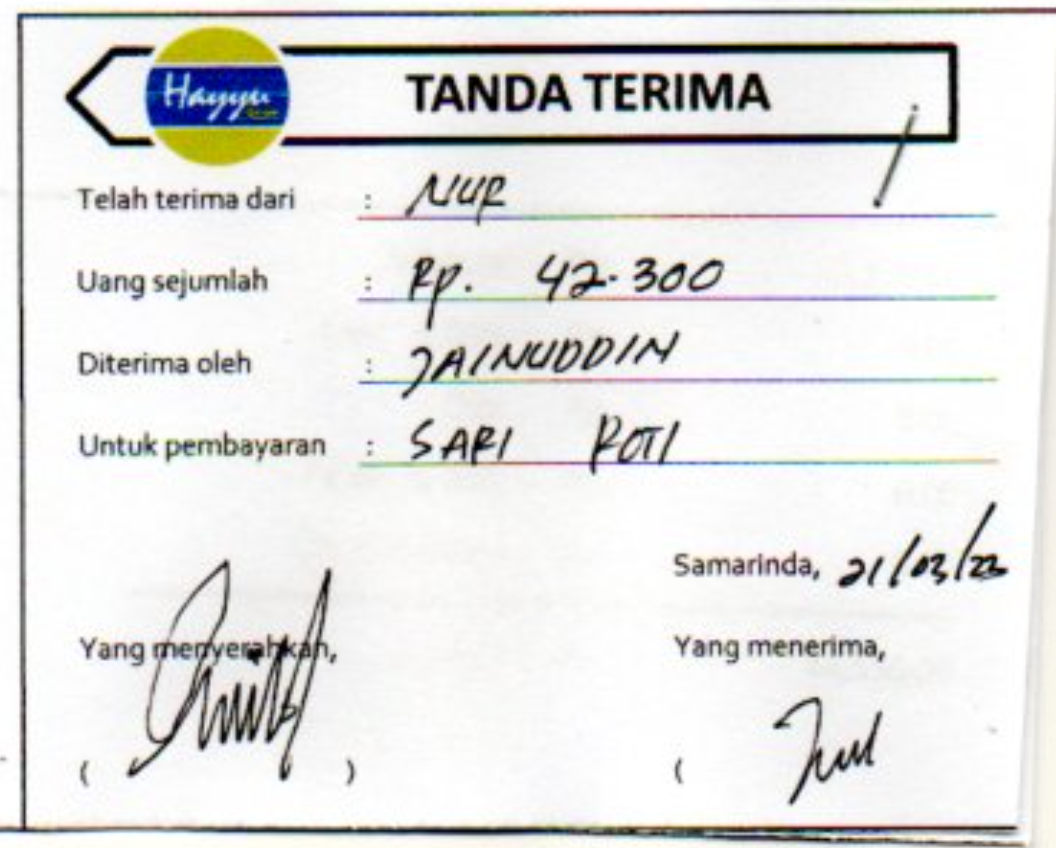 Hayyu
TANDA TERIMA
Telah terima dari : NUR
Uang sejumlah : Rp. 42.300
Diterima oleh : JAINUDDIN
Untuk pembayaran : SARI ROTI
Samarinda, 21/03/23
Yang menyerahkan,
Yang menerima,
( )
(